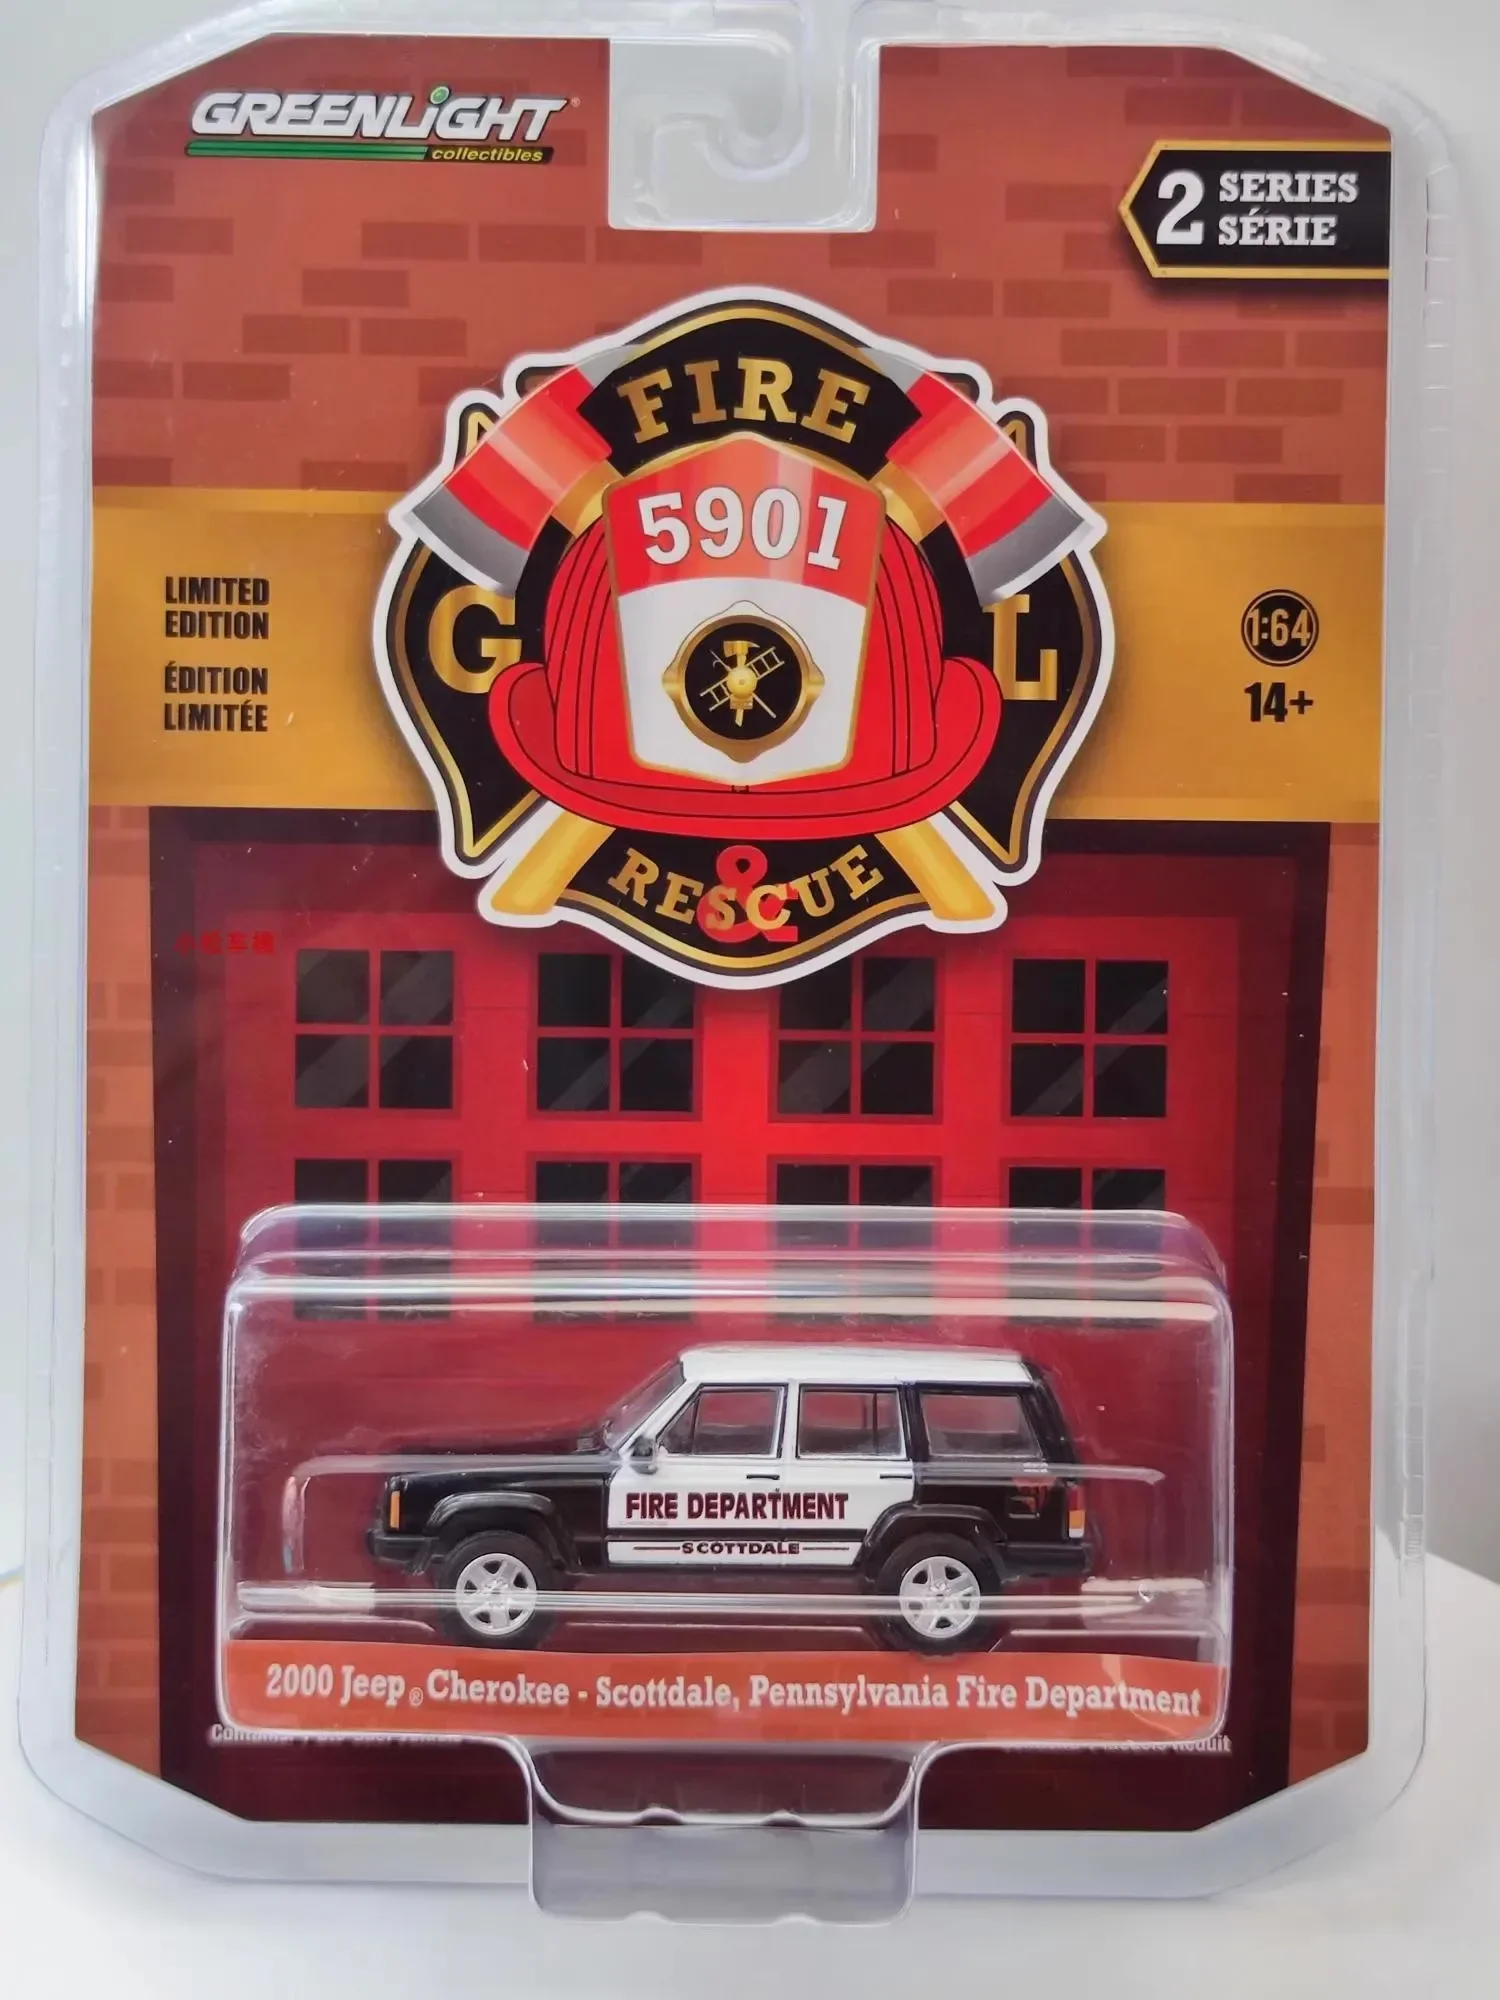 GREENLiGHT®
collectibles
2 SERIES
SÉRIE
FIRE
5901
G L
&
RESCUE
LIMITED
EDITION
ÉDITION
LIMITÉE
1:64
14+
FIRE DEPARTMENT
SCOTTDALE
2000 Jeep® Cherokee - Scottdale, Pennsylvania Fire Department